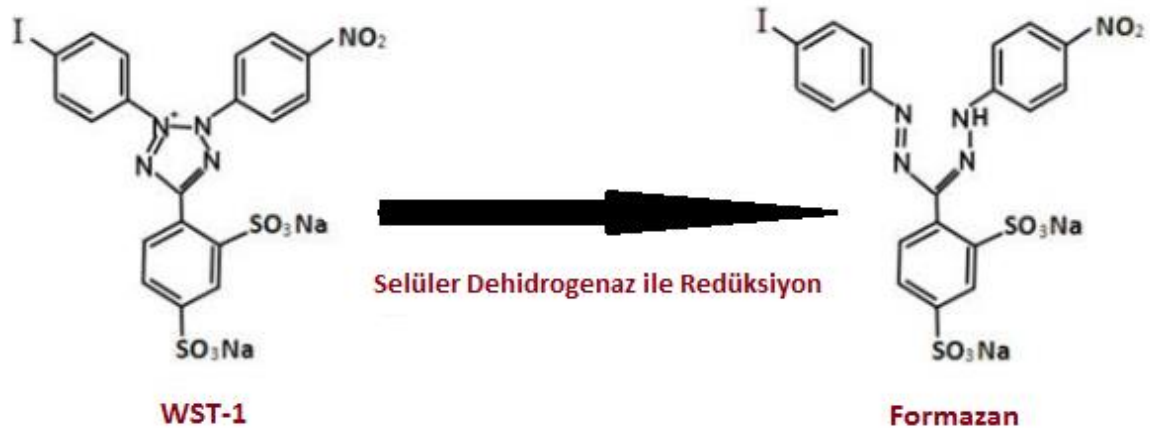 I
NO₂
N⁺
N
N
N
SO₃Na
SO₃Na
WST-1
Selüler Dehidrogenaz ile Redüksiyon
I
NO₂
N
NH
N
N
SO₃Na
SO₃Na
Formazan